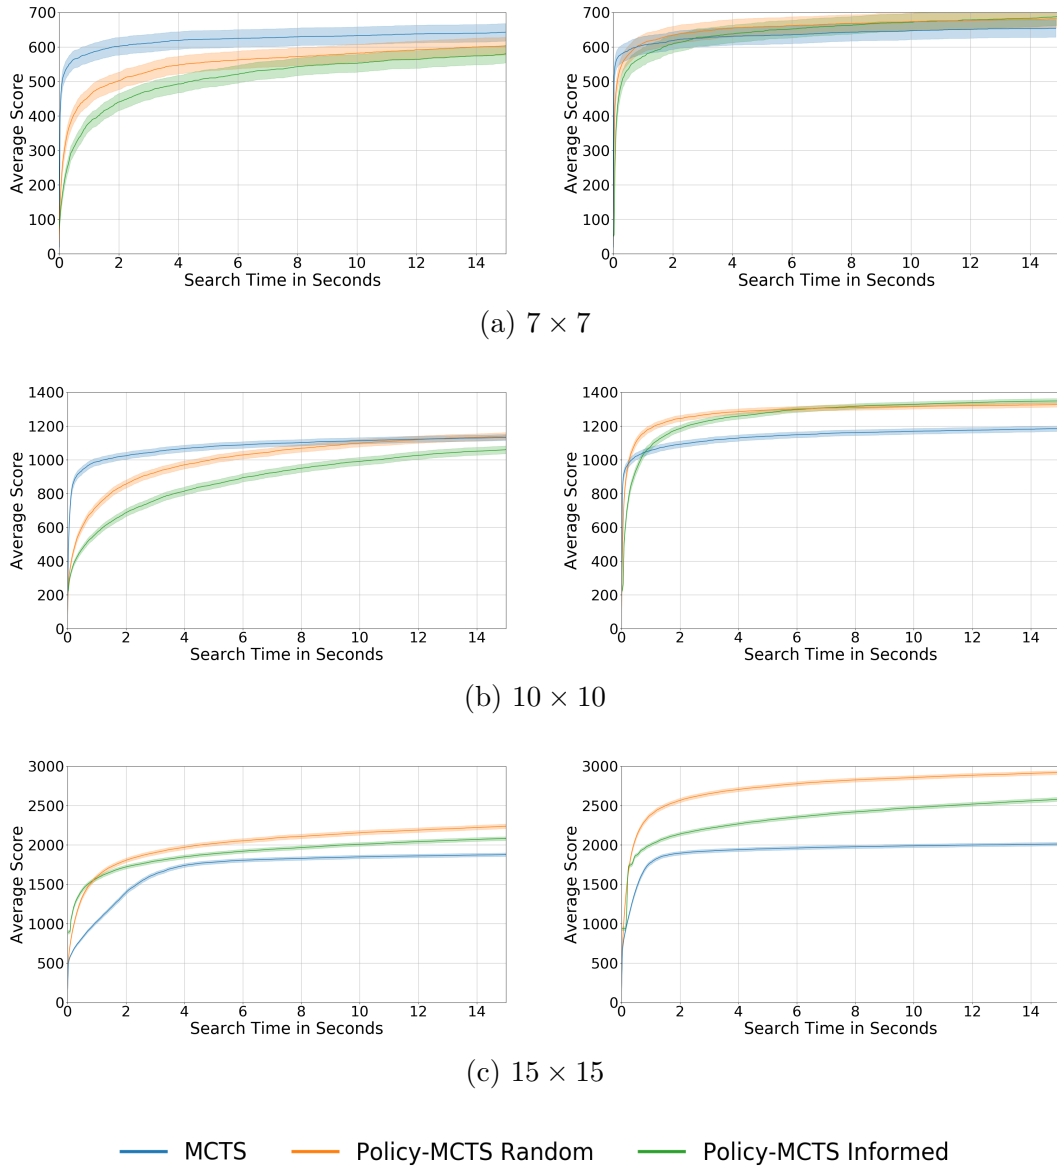 700
600
500
400
300
200
100
0
Average Score
0 2 4 6 8 10 12 14
Search Time in Seconds
700
600
500
400
300
200
100
0
Average Score
0 2 4 6 8 10 12 14
Search Time in Seconds
(a) 7 × 7
1400
1200
1000
800
600
400
200
0
Average Score
0 2 4 6 8 10 12 14
Search Time in Seconds
1400
1200
1000
800
600
400
200
0
Average Score
0 2 4 6 8 10 12 14
Search Time in Seconds
(b) 10 × 10
3000
2500
2000
1500
1000
500
0
Average Score
0 2 4 6 8 10 12 14
Search Time in Seconds
3000
2500
2000
1500
1000
500
0
Average Score
0 2 4 6 8 10 12 14
Search Time in Seconds
(c) 15 × 15
MCTS Policy-MCTS Random Policy-MCTS Informed